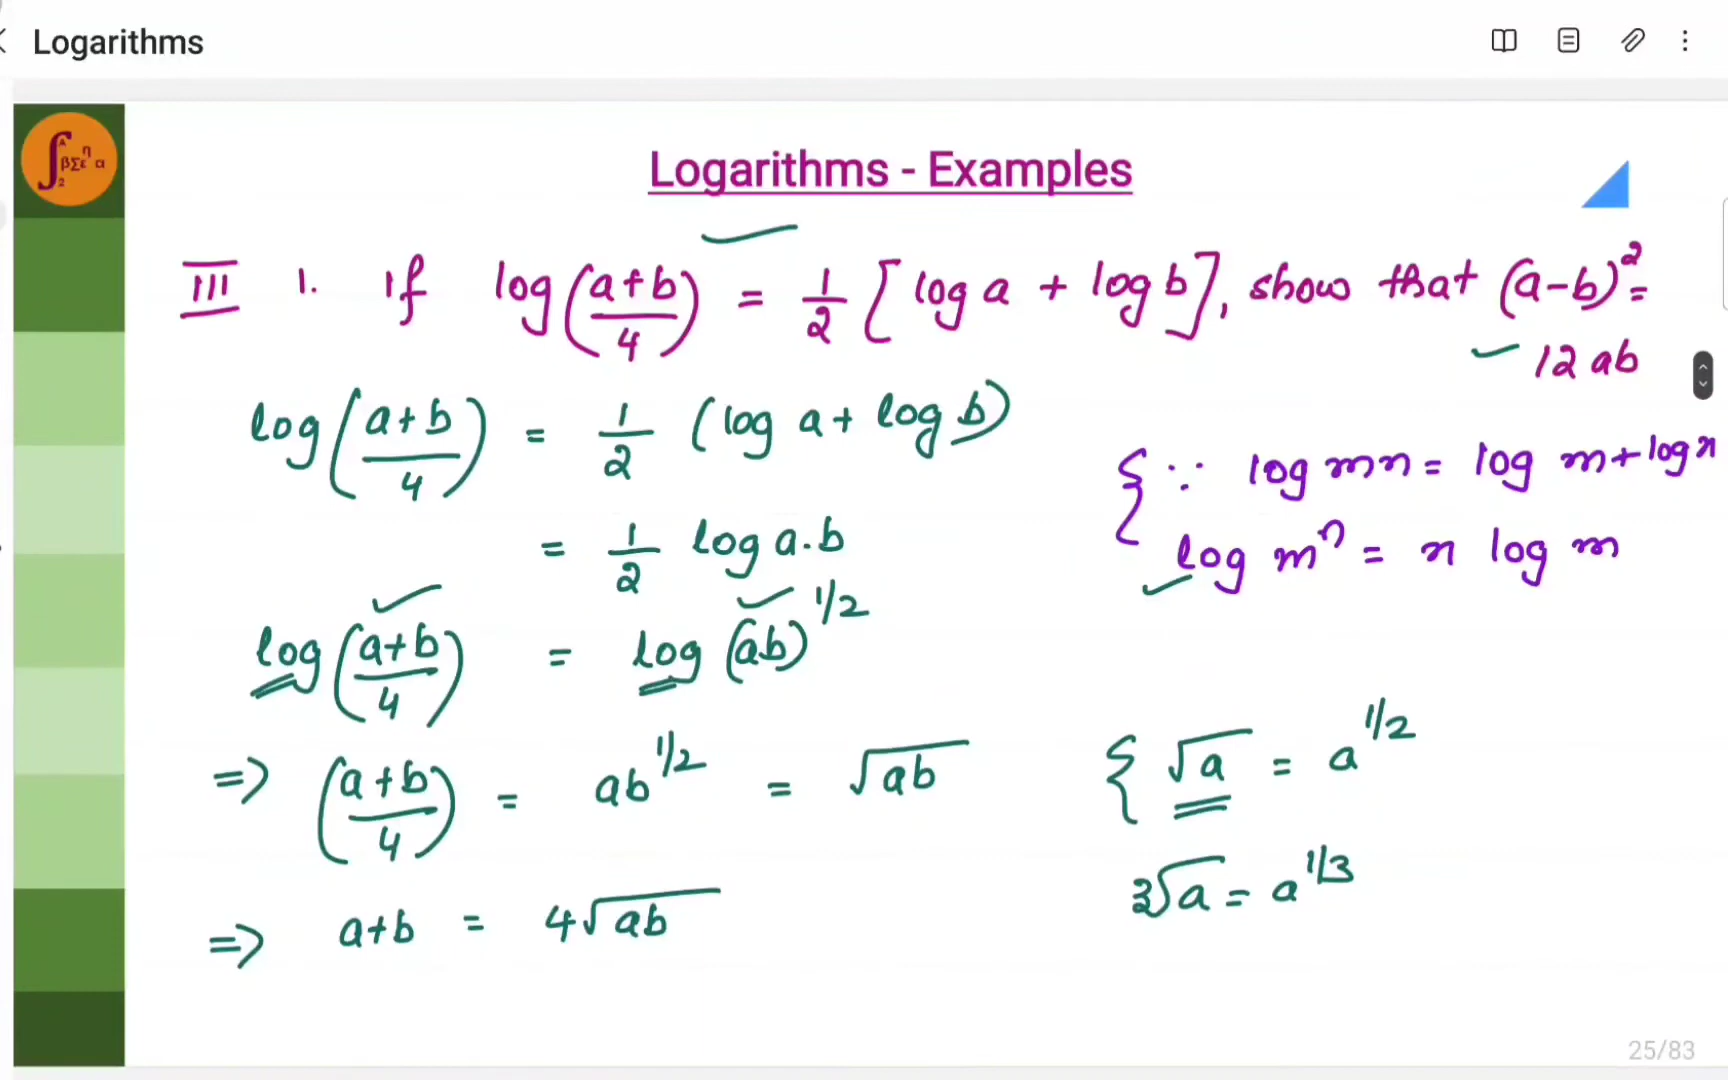 Logarithms
Logarithms - Examples
III 1. If log(a+b/4) = 1/2 [log a + log b], show that (a-b)² =
12 ab
log(a+b/4) = 1/2 (log a + log b)
{ ∵ log mn = log m + log n
= 1/2 log a.b
log mⁿ = n log m
log(a+b/4) = log (ab)^1/2
=> (a+b/4) = ab^1/2 = √ab
{ √a = a^1/2
³√a = a^1/3
=> a+b = 4√ab
25/83